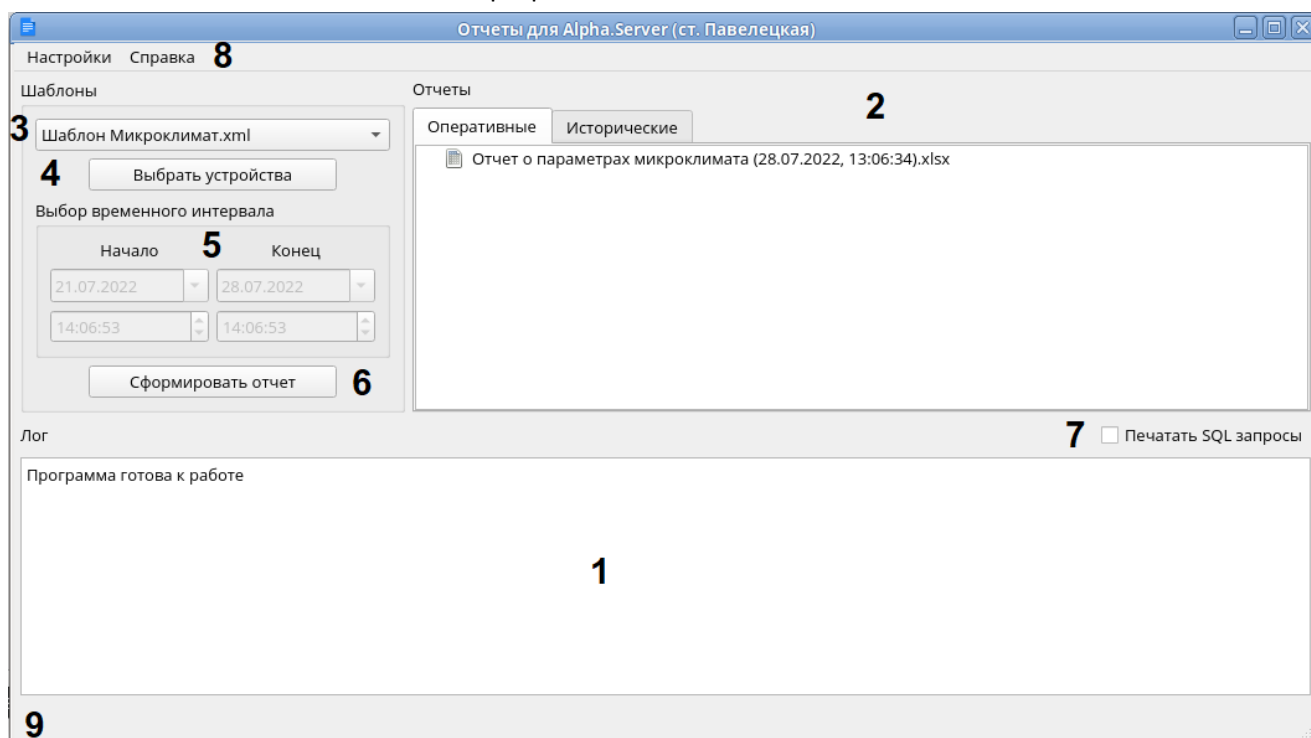 Отчеты для Alpha.Server (ст. Павелецкая)
Настройки Справка 8
Шаблоны
3 Шаблон Микроклимат.xml
4 Выбрать устройства
Выбор временного интервала
Начало 5 Конец
21.07.2022 28.07.2022
14:06:53 14:06:53
Сформировать отчет 6
Отчеты 2
Оперативные Исторические
Отчет о параметрах микроклимата (28.07.2022, 13:06:34).xlsx
Лог 7 Печатать SQL запросы
Программа готова к работе
1
9